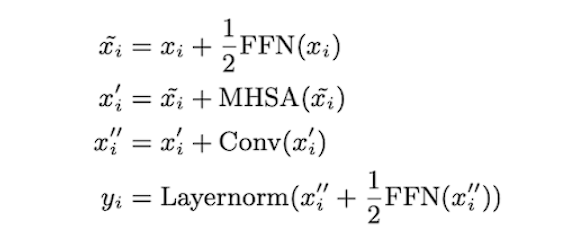 x̃ᵢ = xᵢ + ½FFN(xᵢ)
x′ᵢ = x̃ᵢ + MHSA(x̃ᵢ)
x″ᵢ = x′ᵢ + Conv(x′ᵢ)
yᵢ = Layernorm(x″ᵢ + ½FFN(x″ᵢ))